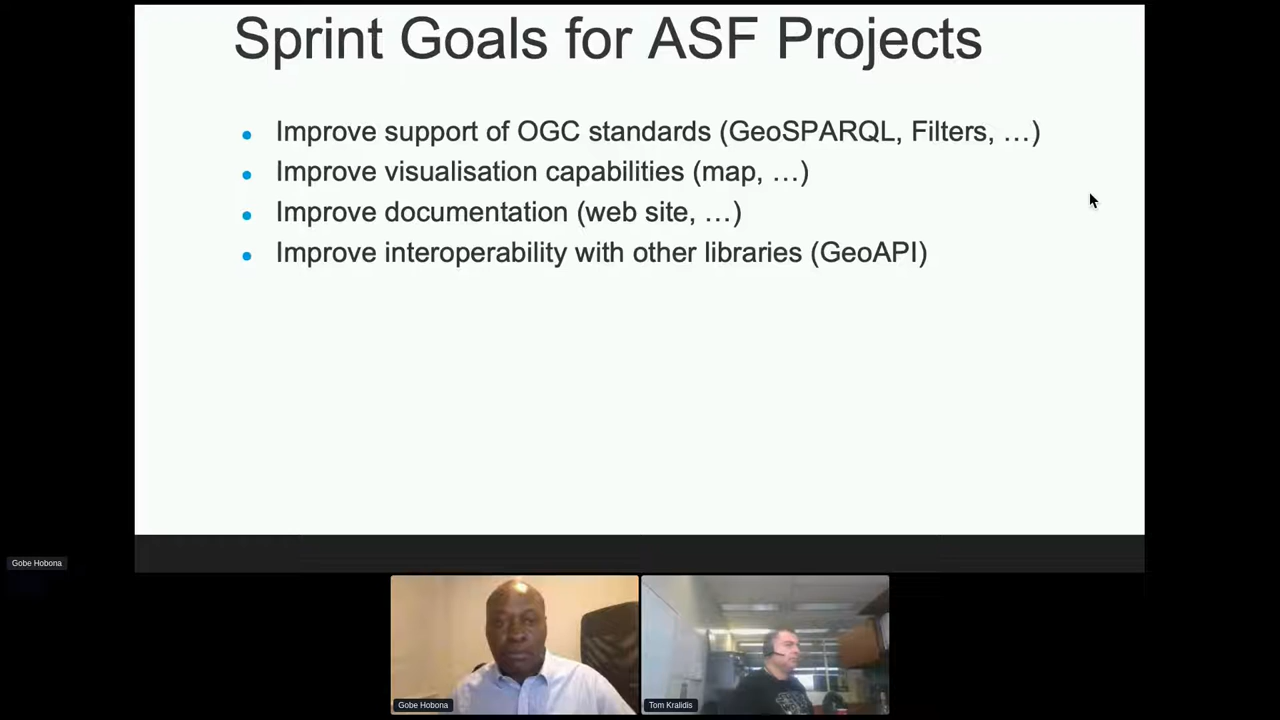 Sprint Goals for ASF Projects
• Improve support of OGC standards (GeoSPARQL, Filters, …)
• Improve visualisation capabilities (map, …)
• Improve documentation (web site, …)
• Improve interoperability with other libraries (GeoAPI)
Gobe Hobona
Gobe Hobona
Tom Kralidis